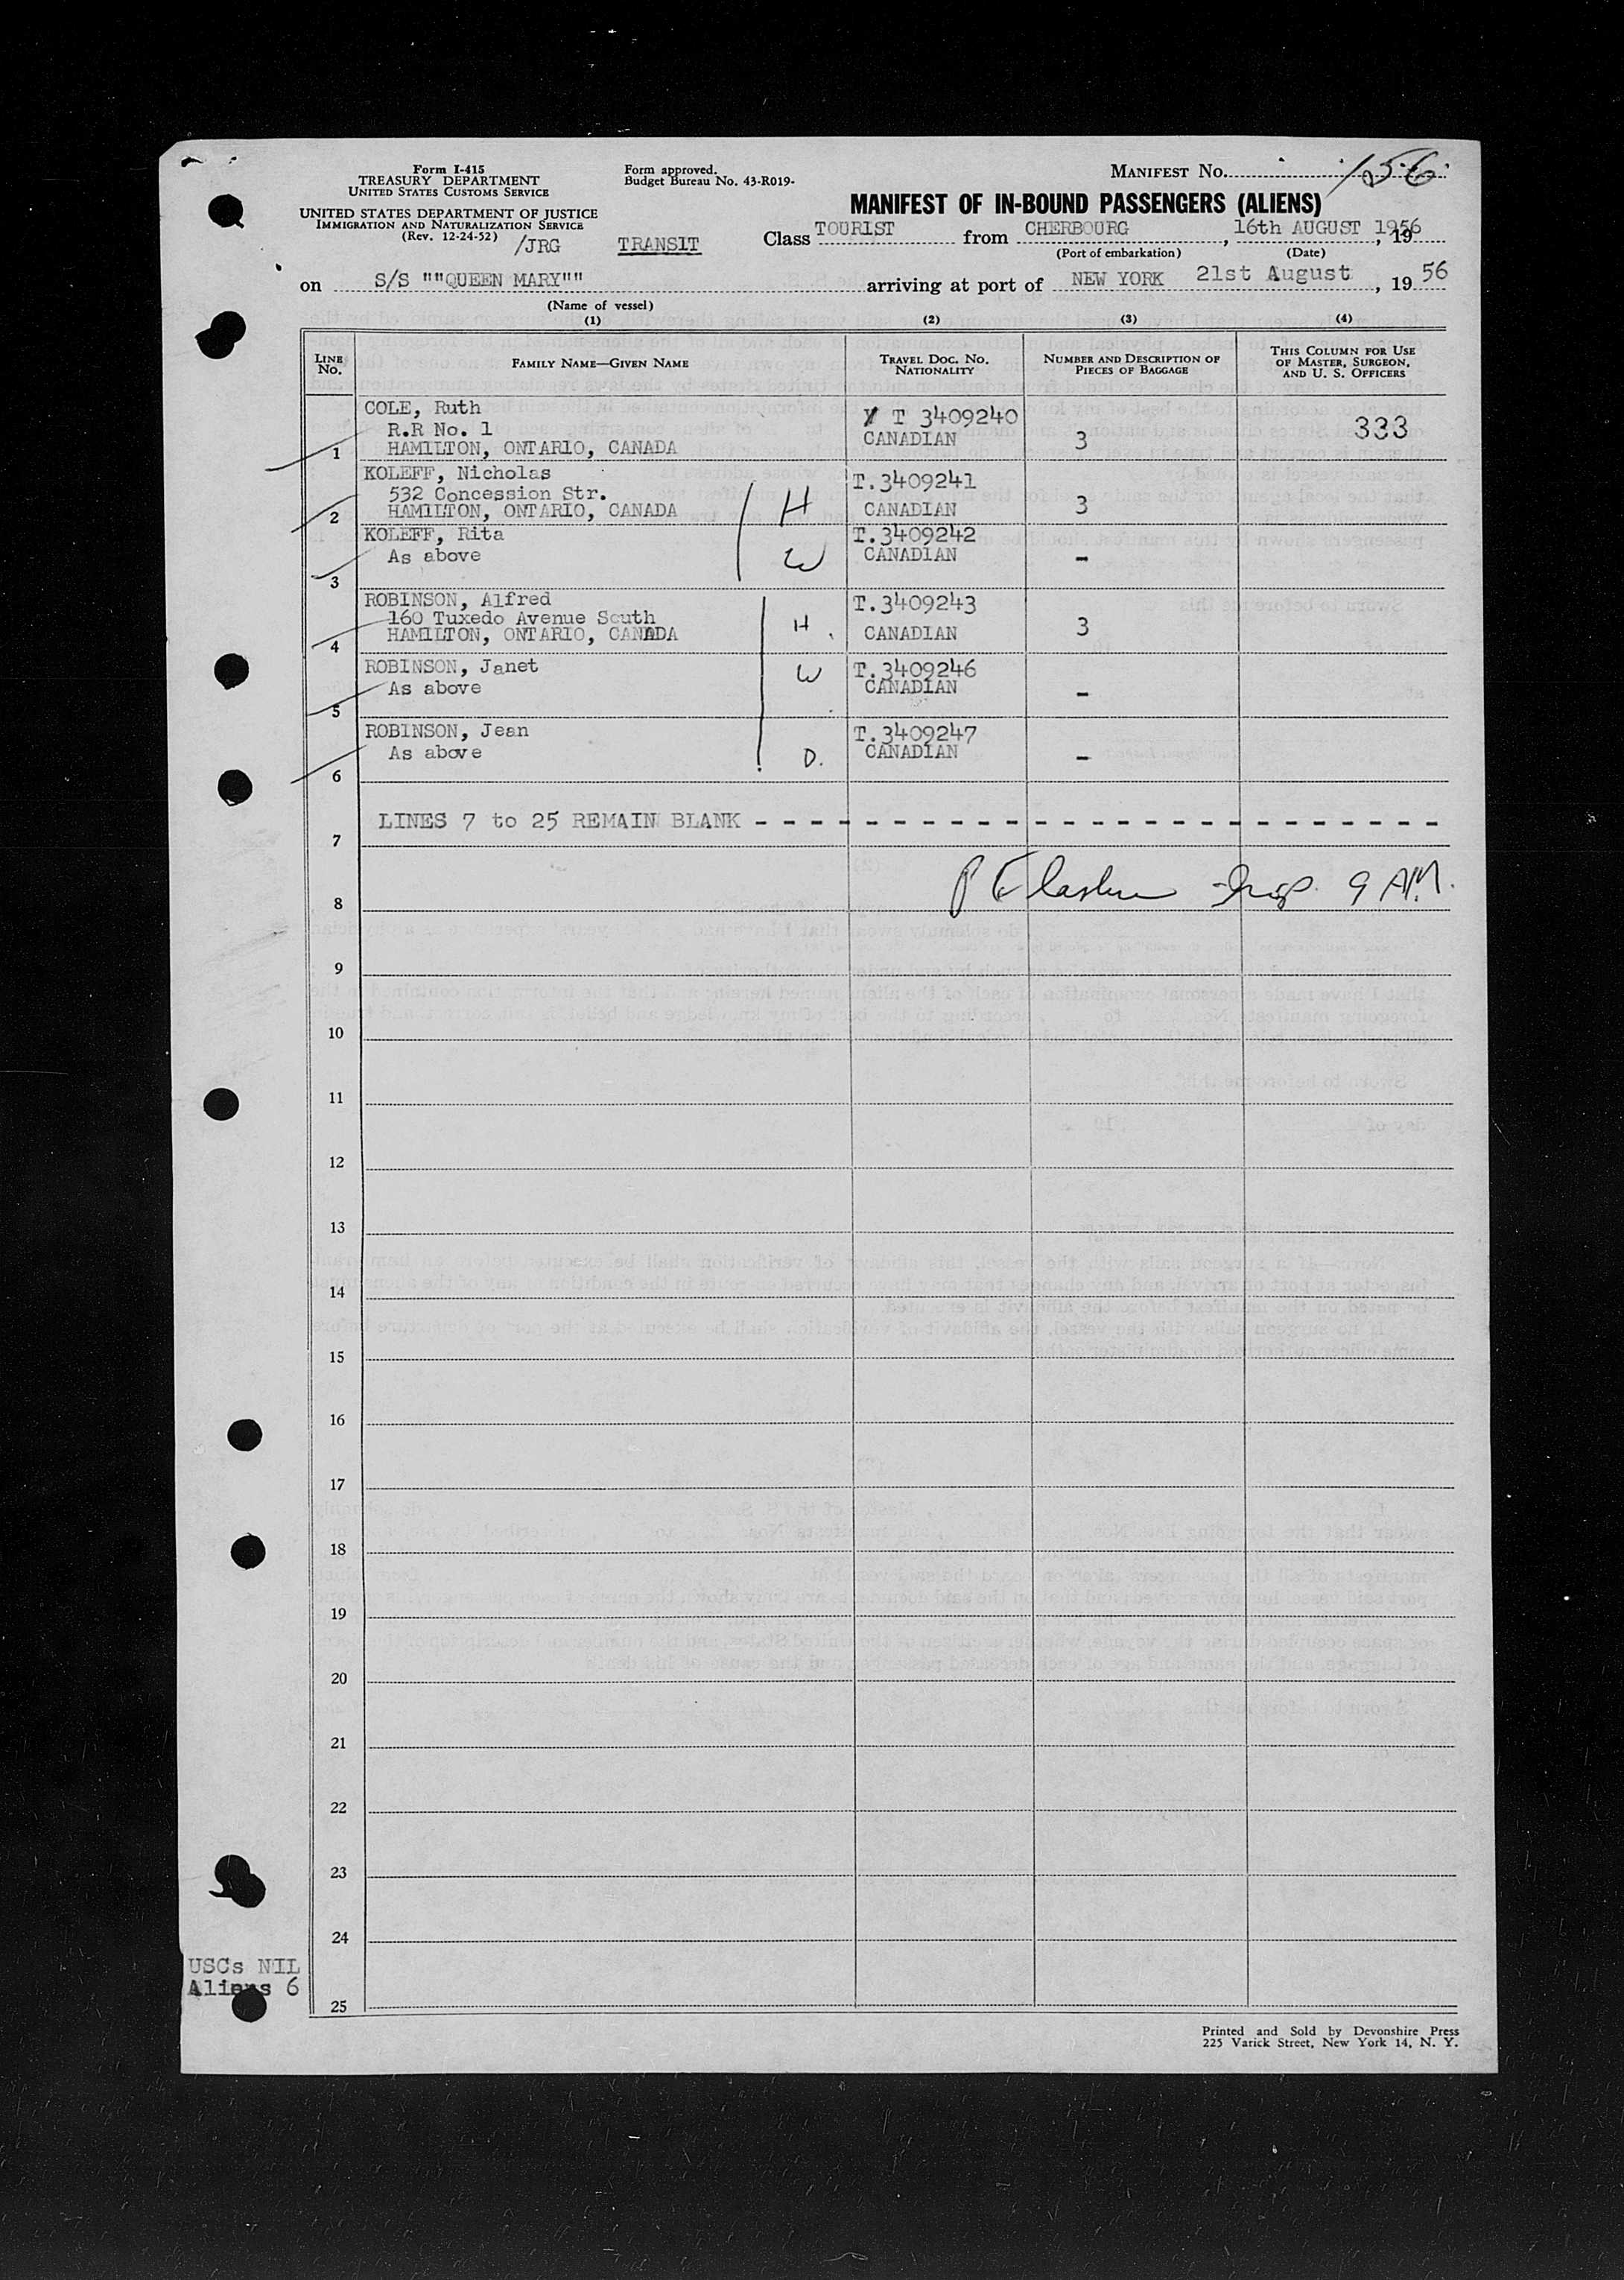 Form I-415
TREASURY DEPARTMENT
UNITED STATES CUSTOMS SERVICE
UNITED STATES DEPARTMENT OF JUSTICE
IMMIGRATION AND NATURALIZATION SERVICE
(Rev. 12-24-52)
/JRG
TRANSIT
Form approved.
Budget Bureau No. 43-R019-
MANIFEST No. 156
MANIFEST OF IN-BOUND PASSENGERS (ALIENS)
Class TOURIST from CHERBOURG, 16th AUGUST 1956, 19
(Port of embarkation) (Date)
on S/S ""QUEEN MARY"" arriving at port of NEW YORK 21st August, 19 56
(Name of vessel)
(1) (2) (3) (4)
LINE No. FAMILY NAME—GIVEN NAME TRAVEL DOC. No. NATIONALITY NUMBER AND DESCRIPTION OF PIECES OF BAGGAGE THIS COLUMN FOR USE OF MASTER, SURGEON, AND U. S. OFFICERS
COLE, Ruth T 3409240 333
R.R No. 1 CANADIAN 3
1 HAMILTON, ONTARIO, CANADA
KOLEFF, Nicholas T.3409241
532 Concession Str. H
2 HAMILTON, ONTARIO, CANADA CANADIAN 3
KOLEFF, Rita T.3409242
As above W CANADIAN -
3
ROBINSON, Alfred T.3409243
160 Tuxedo Avenue South H
4 HAMILTON, ONTARIO, CANADA CANADIAN 3
ROBINSON, Janet W T.3409246
As above CANADIAN -
5
ROBINSON, Jean T.3409247
As above D. CANADIAN -
6
LINES 7 to 25 REMAIN BLANK - - - - - - - - - - - - - - - - - - - - - - - - -
7
9 AM.
8
9
10
11
12
13
14
15
16
17
18
19
20
21
22
23
24
USCs NIL
Aliens 6
25
Printed and Sold by Devonshire Press
225 Varick Street, New York 14, N. Y.